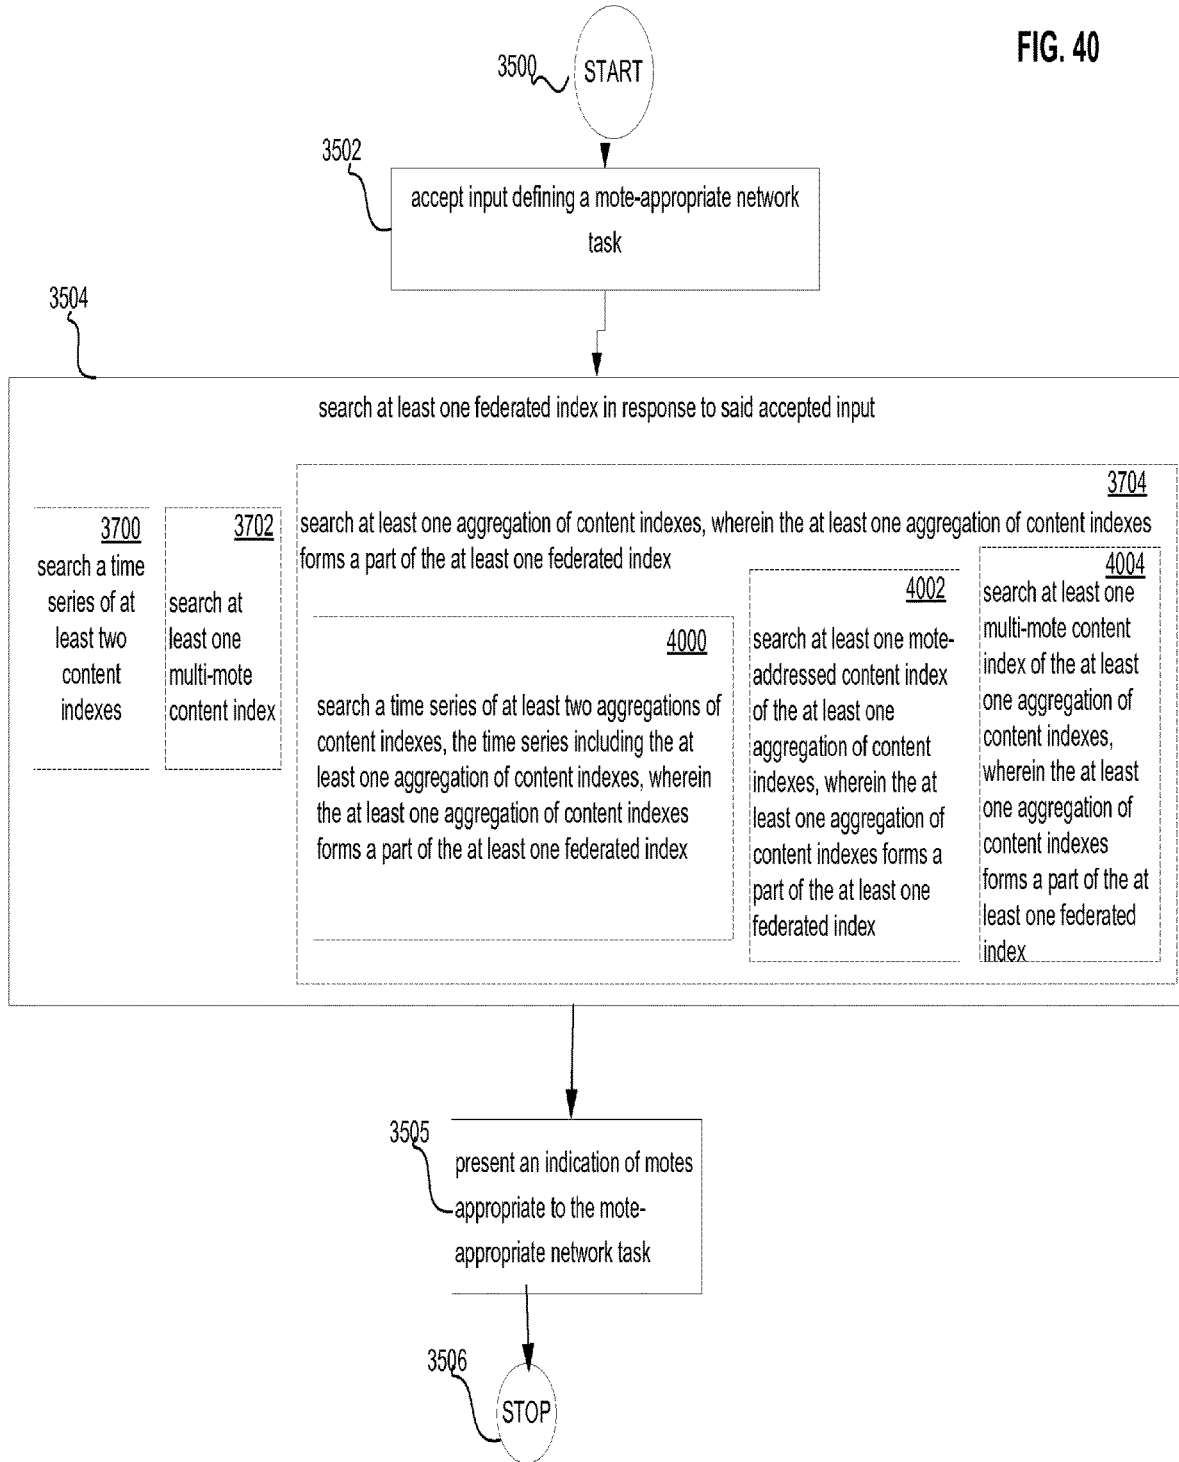 FIG. 40
3500
START
3502
accept input defining a mote-appropriate network
task
3504
search at least one federated index in response to said accepted input
3700
search a time
series of at
least two
content
indexes
3702
search at
least one
multi-mote
content index
3704
search at least one aggregation of content indexes, wherein the at least one aggregation of content indexes
forms a part of the at least one federated index
4000
search a time series of at least two aggregations of
content indexes, the time series including the at
least one aggregation of content indexes, wherein
the at least one aggregation of content indexes
forms a part of the at least one federated index
4002
search at least one mote-
addressed content index
of the at least one
aggregation of content
indexes, wherein the at
least one aggregation of
content indexes forms a
part of the at least one
federated index
4004
search at least one
multi-mote content
index of the at least
one aggregation of
content indexes,
wherein the at least
one aggregation of
content indexes
forms a part of the at
least one federated
index
3505
present an indication of motes
appropriate to the mote-
appropriate network task
3506
STOP